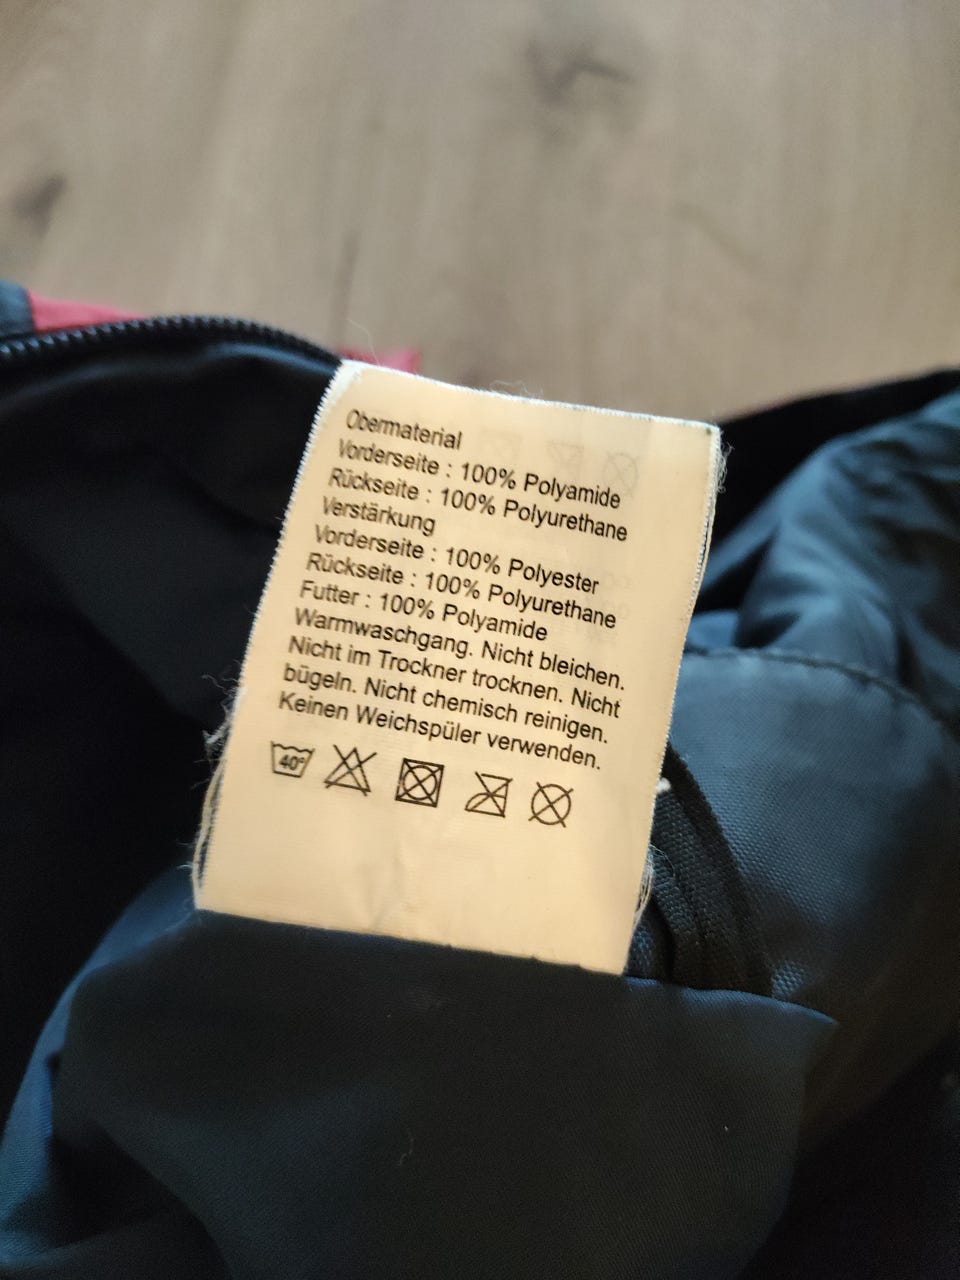 Obermaterial
Vorderseite : 100% Polyamide
Rückseite : 100% Polyurethane
Verstärkung
Vorderseite : 100% Polyester
Rückseite : 100% Polyurethane
Futter : 100% Polyamide
Warmwaschgang. Nicht bleichen.
Nicht im Trockner trocknen. Nicht
bügeln. Nicht chemisch reinigen.
Keinen Weichspüler verwenden.
40°